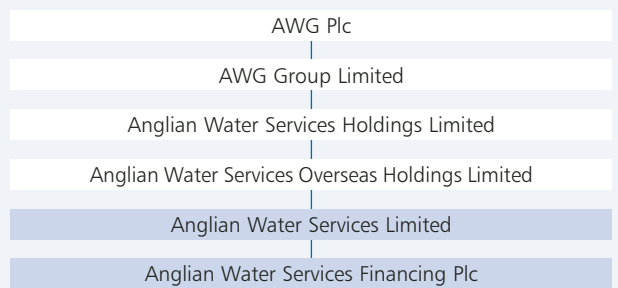 AWG Plc
AWG Group Limited
Anglian Water Services Holdings Limited
Anglian Water Services Overseas Holdings Limited
Anglian Water Services Limited
Anglian Water Services Financing Plc